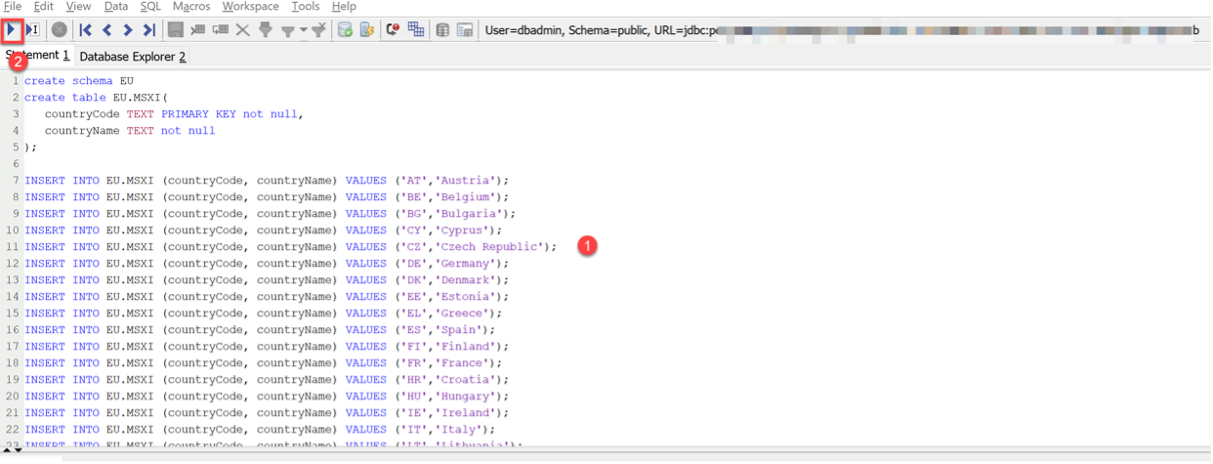 File Edit View Data SQL Macros Workspace Tools Help
User=dbadmin, Schema=public, URL=jdbc:p
b
Statement 1 Database Explorer 2
2
1 create schema EU
2 create table EU.MSXI(
3 countryCode TEXT PRIMARY KEY not null,
4 countryName TEXT not null
5 );
6
7 INSERT INTO EU.MSXI (countryCode, countryName) VALUES ('AT','Austria');
8 INSERT INTO EU.MSXI (countryCode, countryName) VALUES ('BE','Belgium');
9 INSERT INTO EU.MSXI (countryCode, countryName) VALUES ('BG','Bulgaria');
10 INSERT INTO EU.MSXI (countryCode, countryName) VALUES ('CY','Cyprus');
11 INSERT INTO EU.MSXI (countryCode, countryName) VALUES ('CZ','Czech Republic'); 1
12 INSERT INTO EU.MSXI (countryCode, countryName) VALUES ('DE','Germany');
13 INSERT INTO EU.MSXI (countryCode, countryName) VALUES ('DK','Denmark');
14 INSERT INTO EU.MSXI (countryCode, countryName) VALUES ('EE','Estonia');
15 INSERT INTO EU.MSXI (countryCode, countryName) VALUES ('EL','Greece');
16 INSERT INTO EU.MSXI (countryCode, countryName) VALUES ('ES','Spain');
17 INSERT INTO EU.MSXI (countryCode, countryName) VALUES ('FI','Finland');
18 INSERT INTO EU.MSXI (countryCode, countryName) VALUES ('FR','France');
19 INSERT INTO EU.MSXI (countryCode, countryName) VALUES ('HR','Croatia');
20 INSERT INTO EU.MSXI (countryCode, countryName) VALUES ('HU','Hungary');
21 INSERT INTO EU.MSXI (countryCode, countryName) VALUES ('IE','Ireland');
22 INSERT INTO EU.MSXI (countryCode, countryName) VALUES ('IT','Italy');
23 INSERT INTO EU.MSXI (countryCode, countryName) VALUES ('LT','Lithuania');